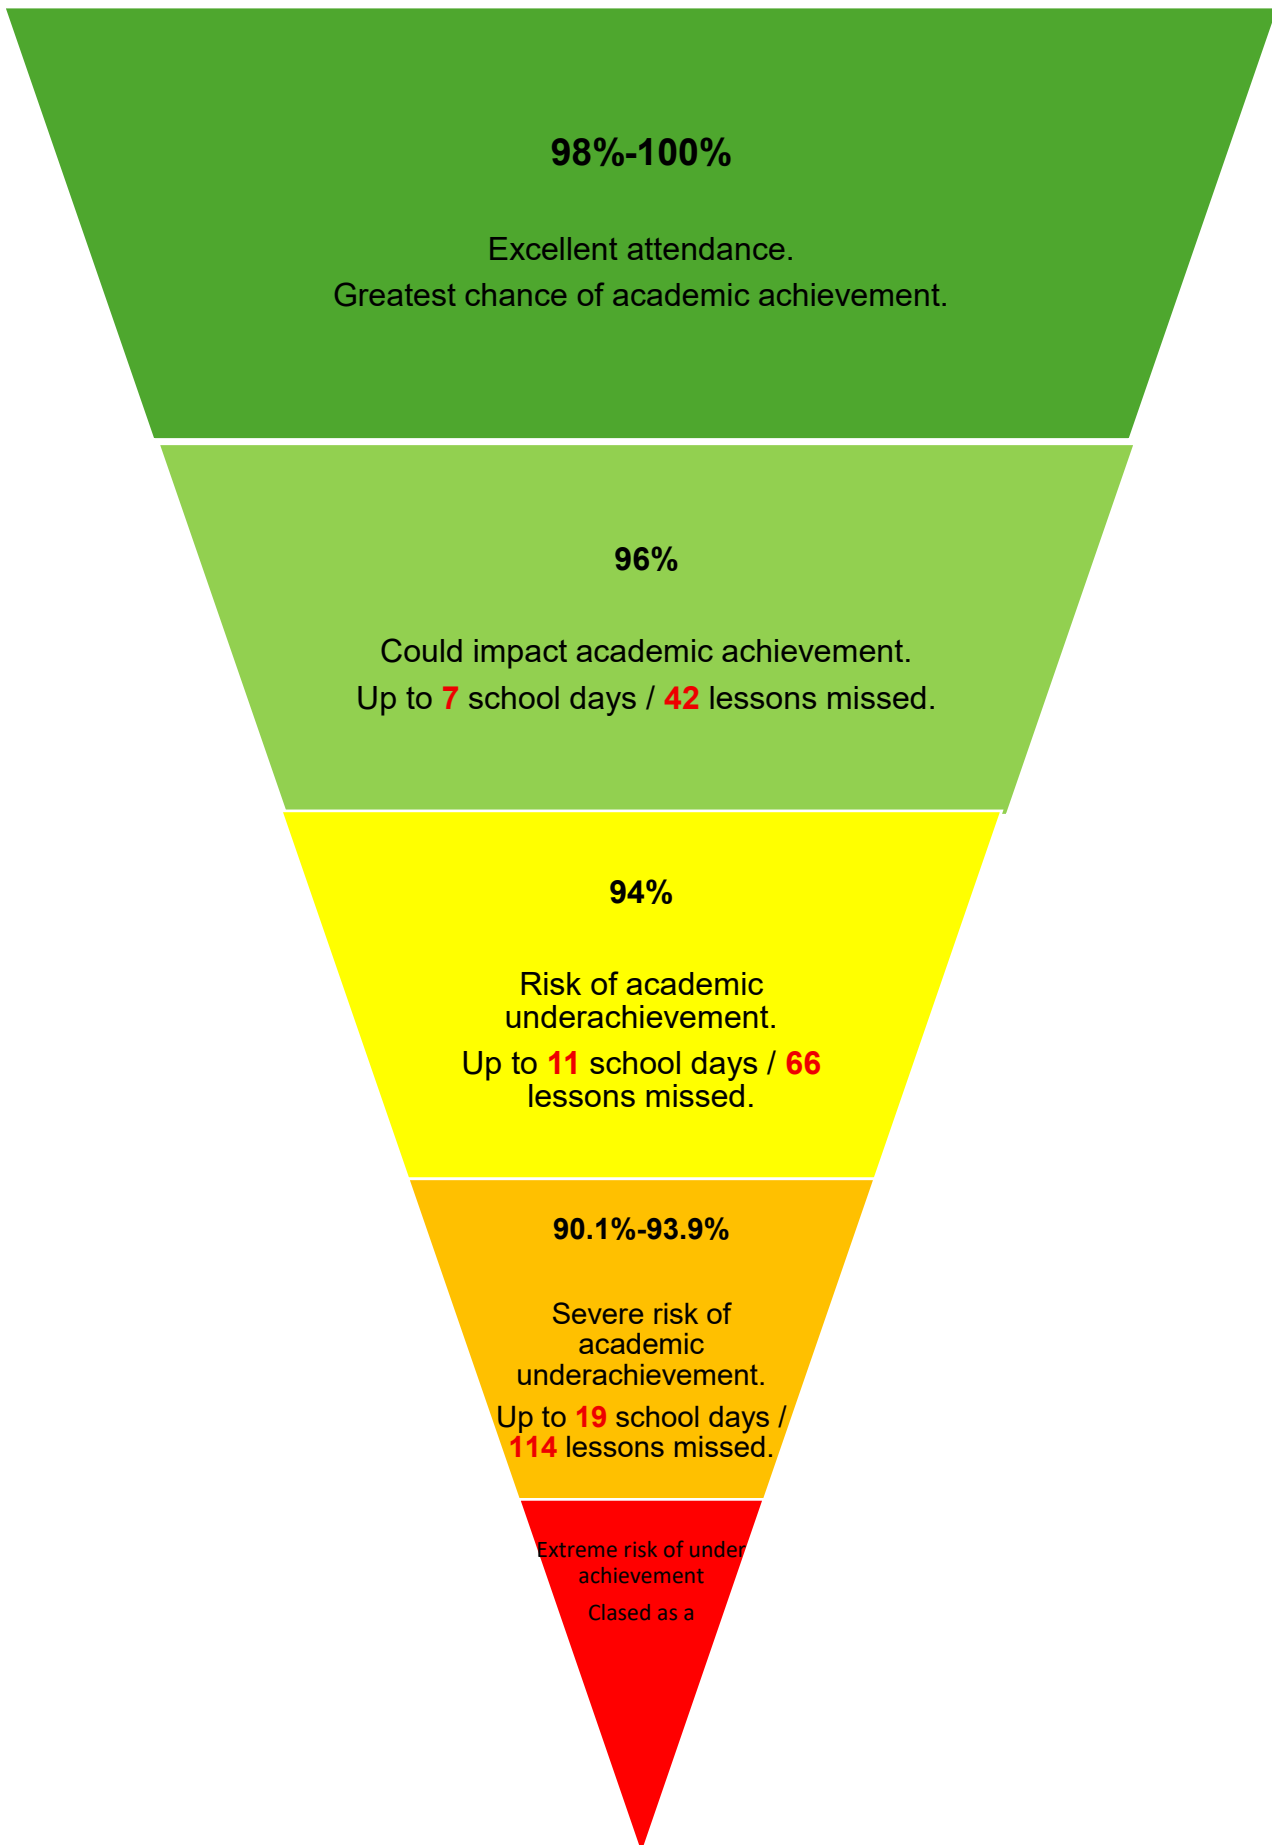 98%-100%
Excellent attendance.
Greatest chance of academic achievement.
96%
Could impact academic achievement.
Up to 7 school days / 42 lessons missed.
94%
Risk of academic
underachievement.
Up to 11 school days / 66
lessons missed.
90.1%-93.9%
Severe risk of
academic
underachievement.
Up to 19 school days /
114 lessons missed.
Extreme risk of under
achievement
Clased as a